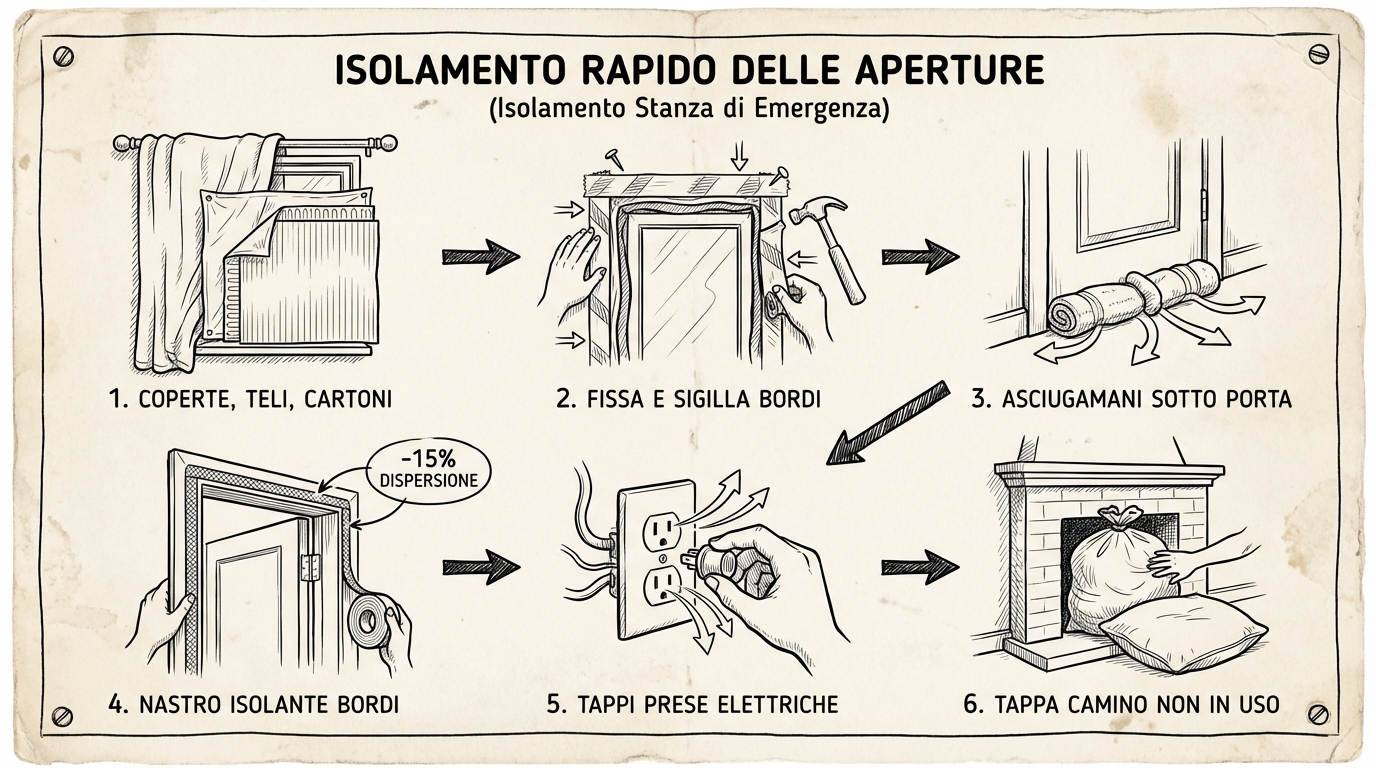 ISOLAMENTO RAPIDO DELLE APERTURE
(Isolamento Stanza di Emergenza)
1. COPERTE, TELI, CARTONI
2. FISSA E SIGILLA BORDI
3. ASCIUGAMANI SOTTO PORTA
-15%
DISPERSIONE
4. NASTRO ISOLANTE BORDI
5. TAPPI PRESE ELETTRICHE
6. TAPPA CAMINO NON IN USO